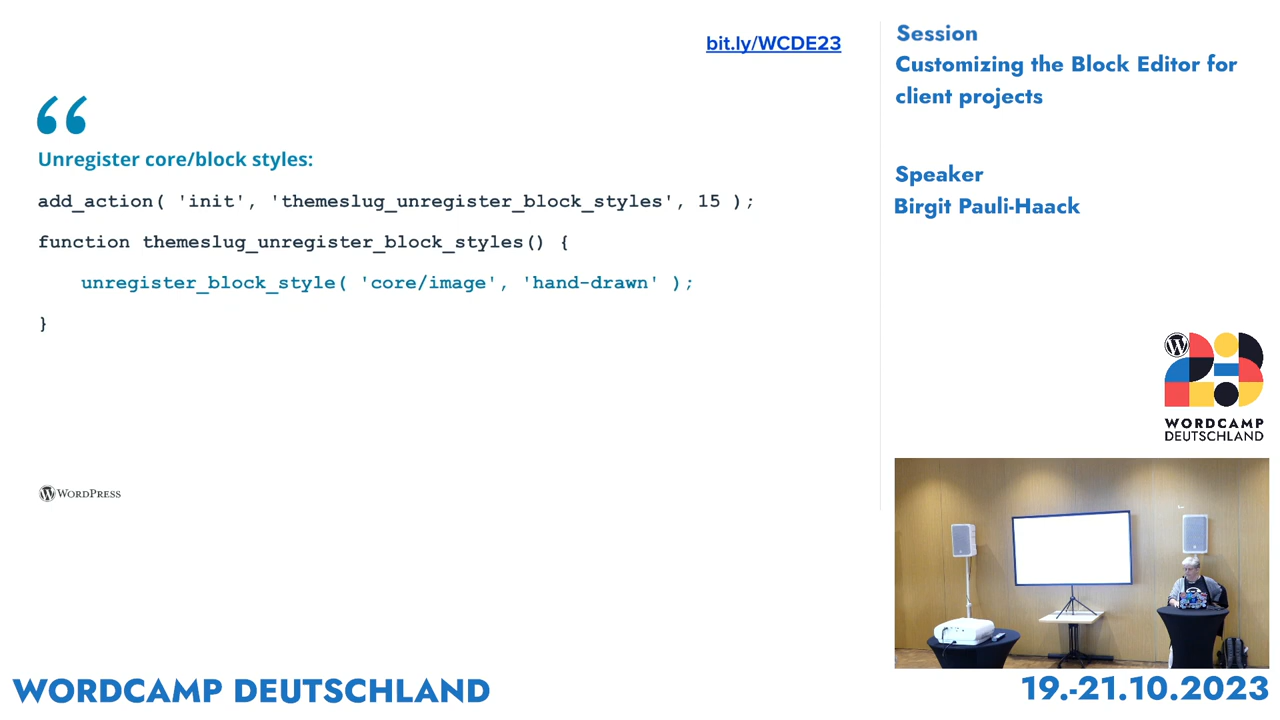 bit.ly/WCDE23
Unregister core/block styles:
add_action( 'init', 'themeslug_unregister_block_styles', 15 );
function themeslug_unregister_block_styles() {
unregister_block_style( 'core/image', 'hand-drawn' );
}
WORDPRESS
Session
Customizing the Block Editor for
client projects
Speaker
Birgit Pauli-Haack
WORDCAMP
DEUTSCHLAND
WORDCAMP DEUTSCHLAND
19.-21.10.2023